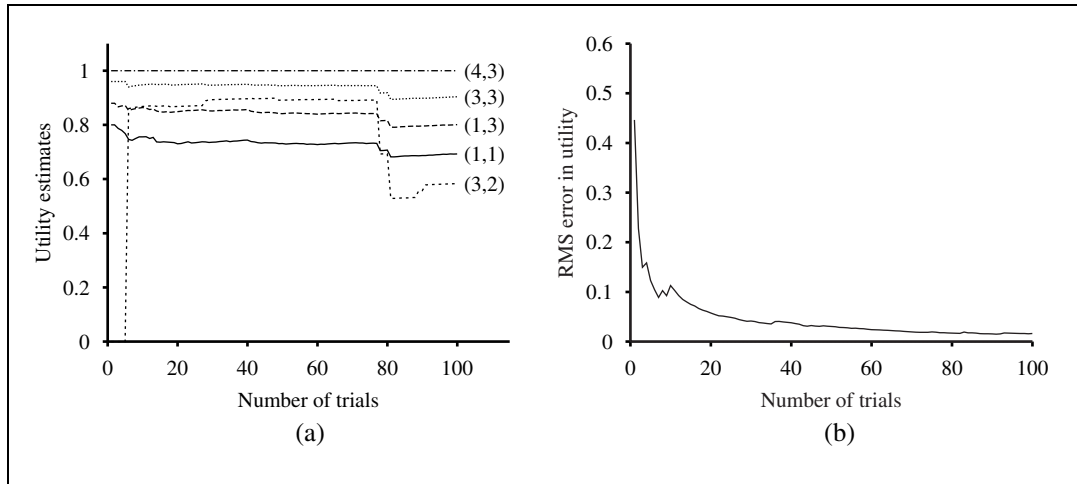 Utility estimates
1
0.8
0.6
0.4
0.2
0
0 20 40 60 80 100
Number of trials
(4,3)
(3,3)
(1,3)
(1,1)
(3,2)
(a)
RMS error in utility
0.6
0.5
0.4
0.3
0.2
0.1
0
0 20 40 60 80 100
Number of trials
(b)